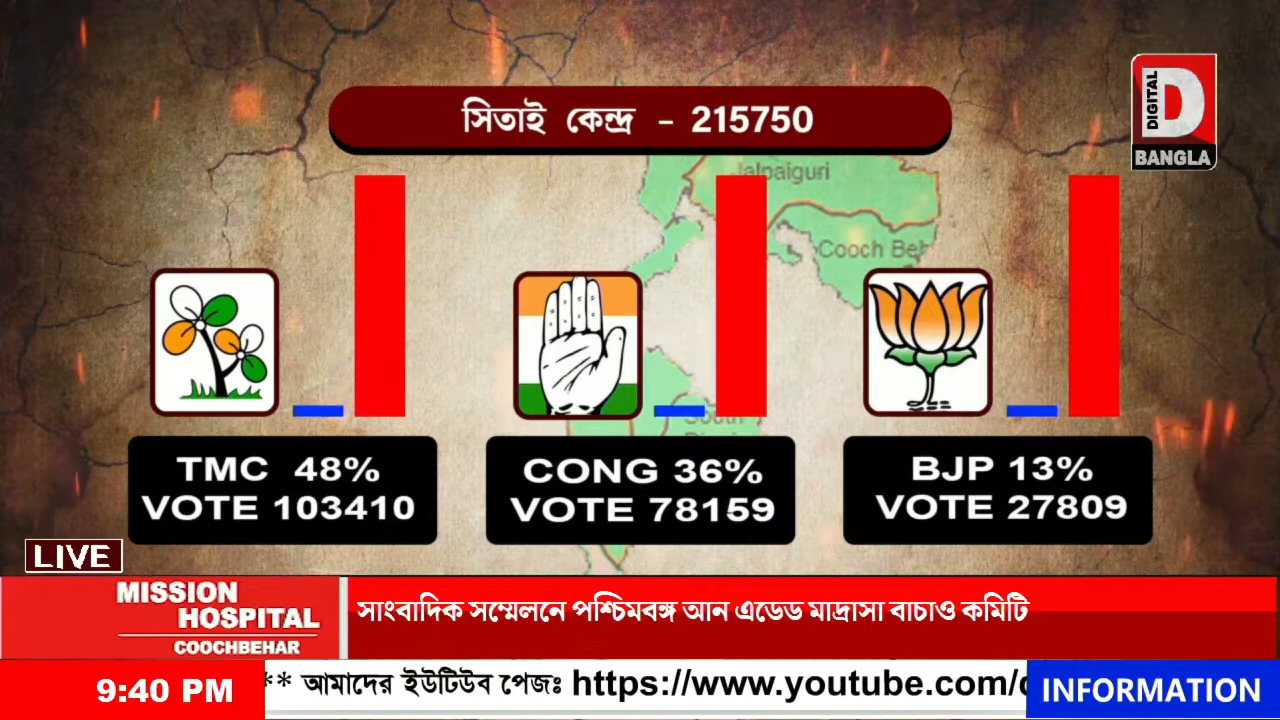 সিতাই কেন্দ্র - 215750
DIGITAL
D
BANGLA
Jalpaiguri
Cooch Beh
South
TMC 48%
VOTE 103410
CONG 36%
VOTE 78159
BJP 13%
VOTE 27809
LIVE
MISSION
HOSPITAL
COOCHBEHAR
সাংবাদিক সম্মেলনে পশ্চিমবঙ্গ আন এডেড মাদ্রাসা বাচাও কমিটি
9:40 PM
** আমাদের ইউটিউব পেজঃ https://www.youtube.com/d
INFORMATION